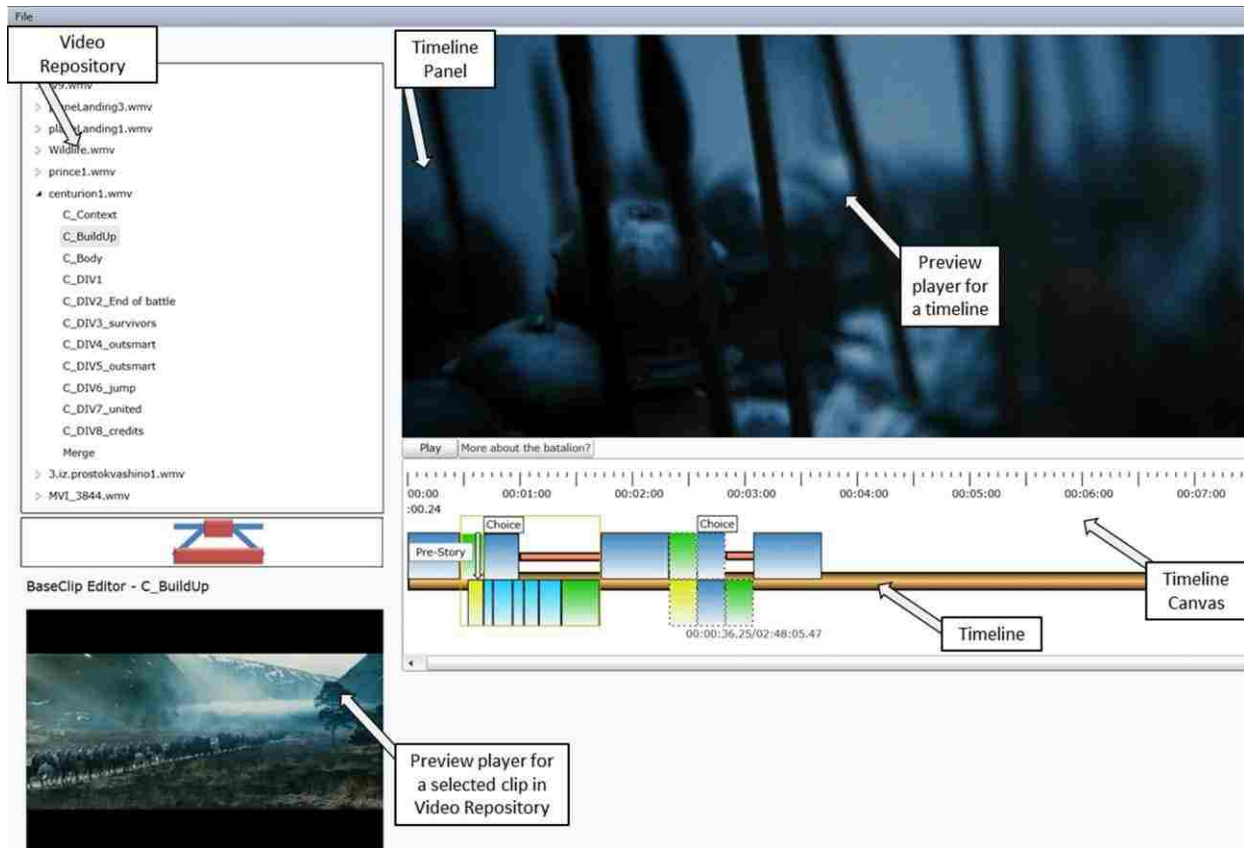 File
Video
Repository
planeLanding3.wmv
planeLanding1.wmv
Wildlife.wmv
prince1.wmv
centurion1.wmv
C_Context
C_BuildUp
C_Body
C_DIV1
C_DIV2_End of battle
C_DIV3_survivors
C_DIV4_outsmart
C_DIV5_outsmart
C_DIV6_jump
C_DIV7_united
C_DIV8_credits
Merge
3.iz.prostokvashino1.wmv
MVI_3844.wmv
BaseClip Editor - C_BuildUp
Timeline
Panel
Preview
player for
a timeline
Play More about the batalion?
00:00 00:01:00 00:02:00 00:03:00 00:04:00 00:05:00 00:06:00 00:07:00
:00.24
Choice Choice
Pre-Story
Timeline
Canvas
00:00:36.25/02:48:05.47
Timeline
Preview player for
a selected clip in
Video Repository